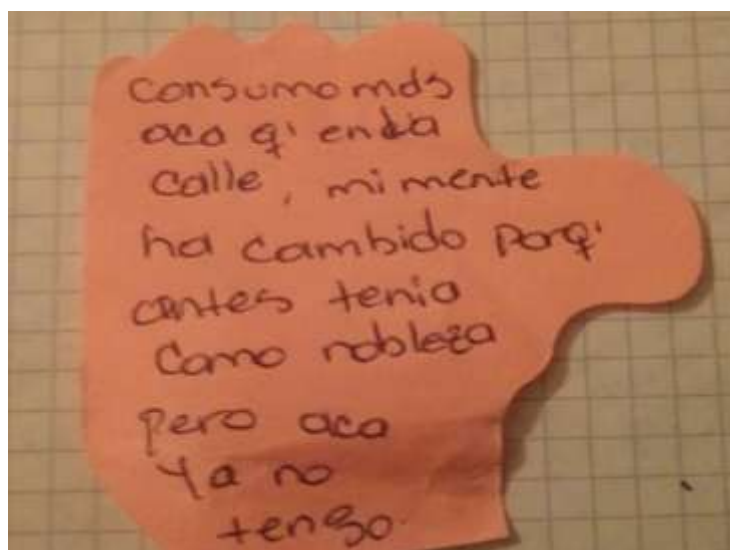 consumo mas
aca q' en la
calle, mi mente
ha cambido porq'
antes tenia
como nobleza
pero aca
ya no
tengo.